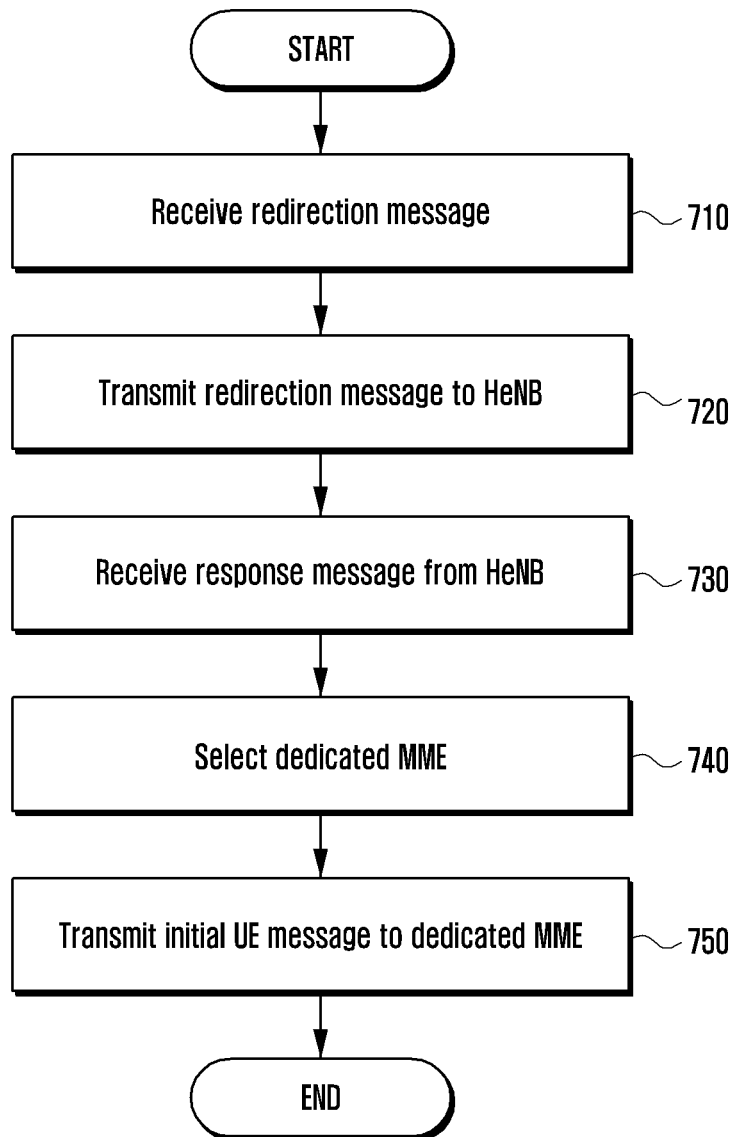 START
Receive redirection message
710
Transmit redirection message to HeNB
720
Receive response message from HeNB
730
Select dedicated MME
740
Transmit initial UE message to dedicated MME
750
END